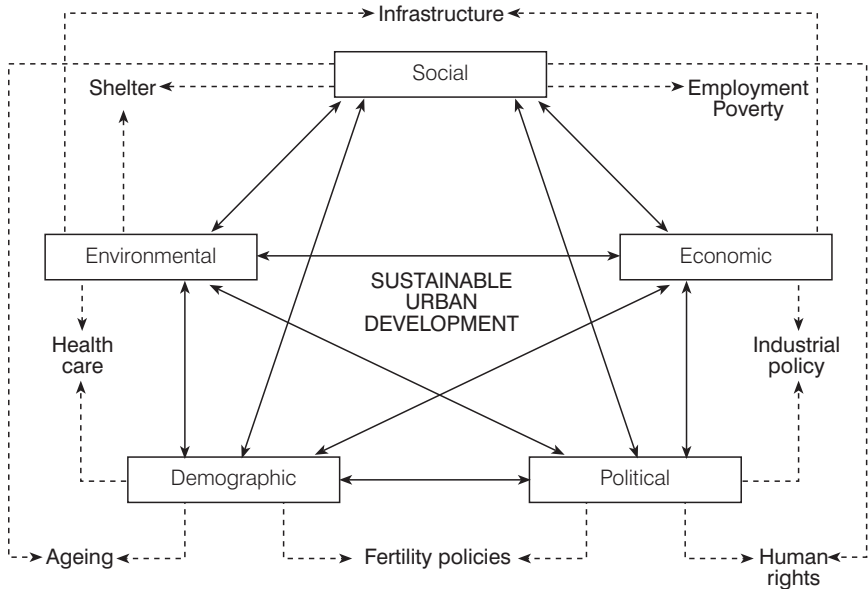 Infrastructure
Social
Shelter
Employment
Poverty
Environmental
Economic
SUSTAINABLE
URBAN
DEVELOPMENT
Health
care
Industrial
policy
Demographic
Political
Ageing
Fertility policies
Human
rights